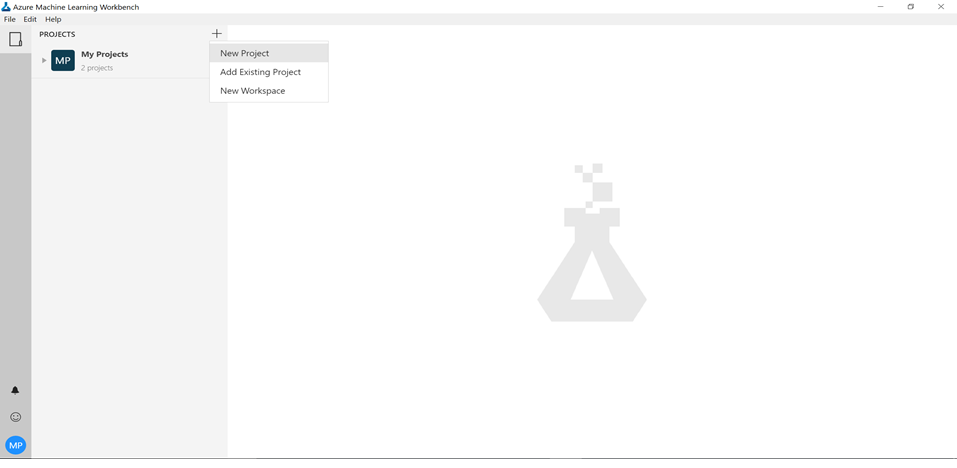 Azure Machine Learning Workbench
File Edit Help
PROJECTS
New Project
My Projects
MP
2 projects
Add Existing Project
New Workspace
MP